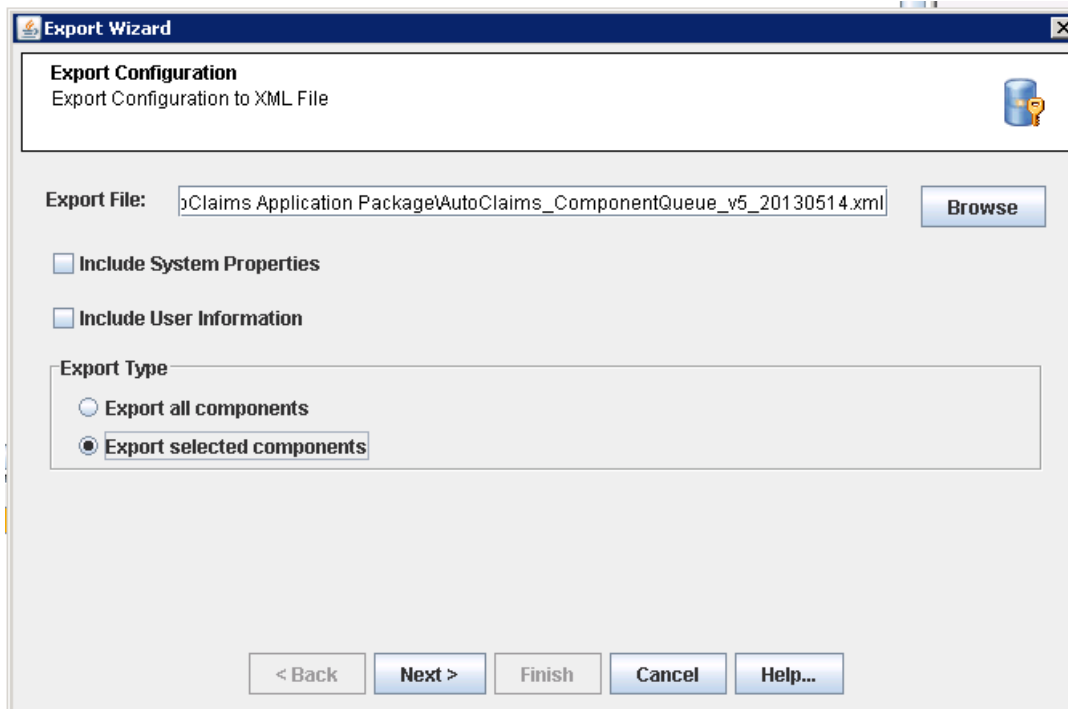 Export Wizard
Export Configuration
Export Configuration to XML File
Export File:
oClaims Application Package\AutoClaims_ComponentQueue_v5_20130514.xml
Browse
Include System Properties
Include User Information
Export Type
Export all components
Export selected components
< Back
Next >
Finish
Cancel
Help...